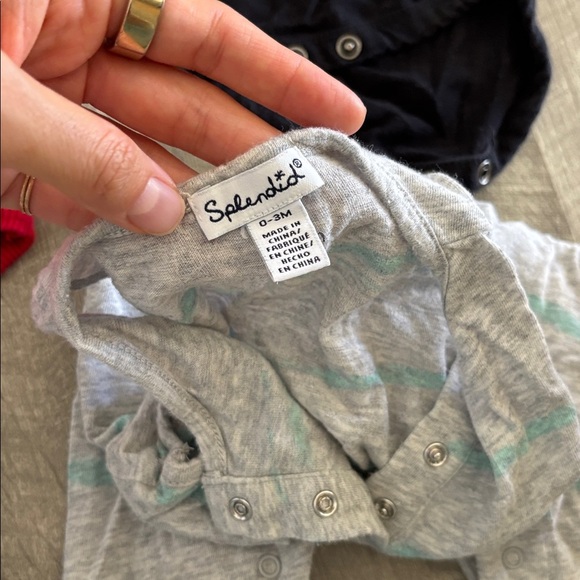 Splendid®
0-3M
MADE IN
CHINA/
FABRIQUÉ
EN CHINE/
HECHO
EN CHINA